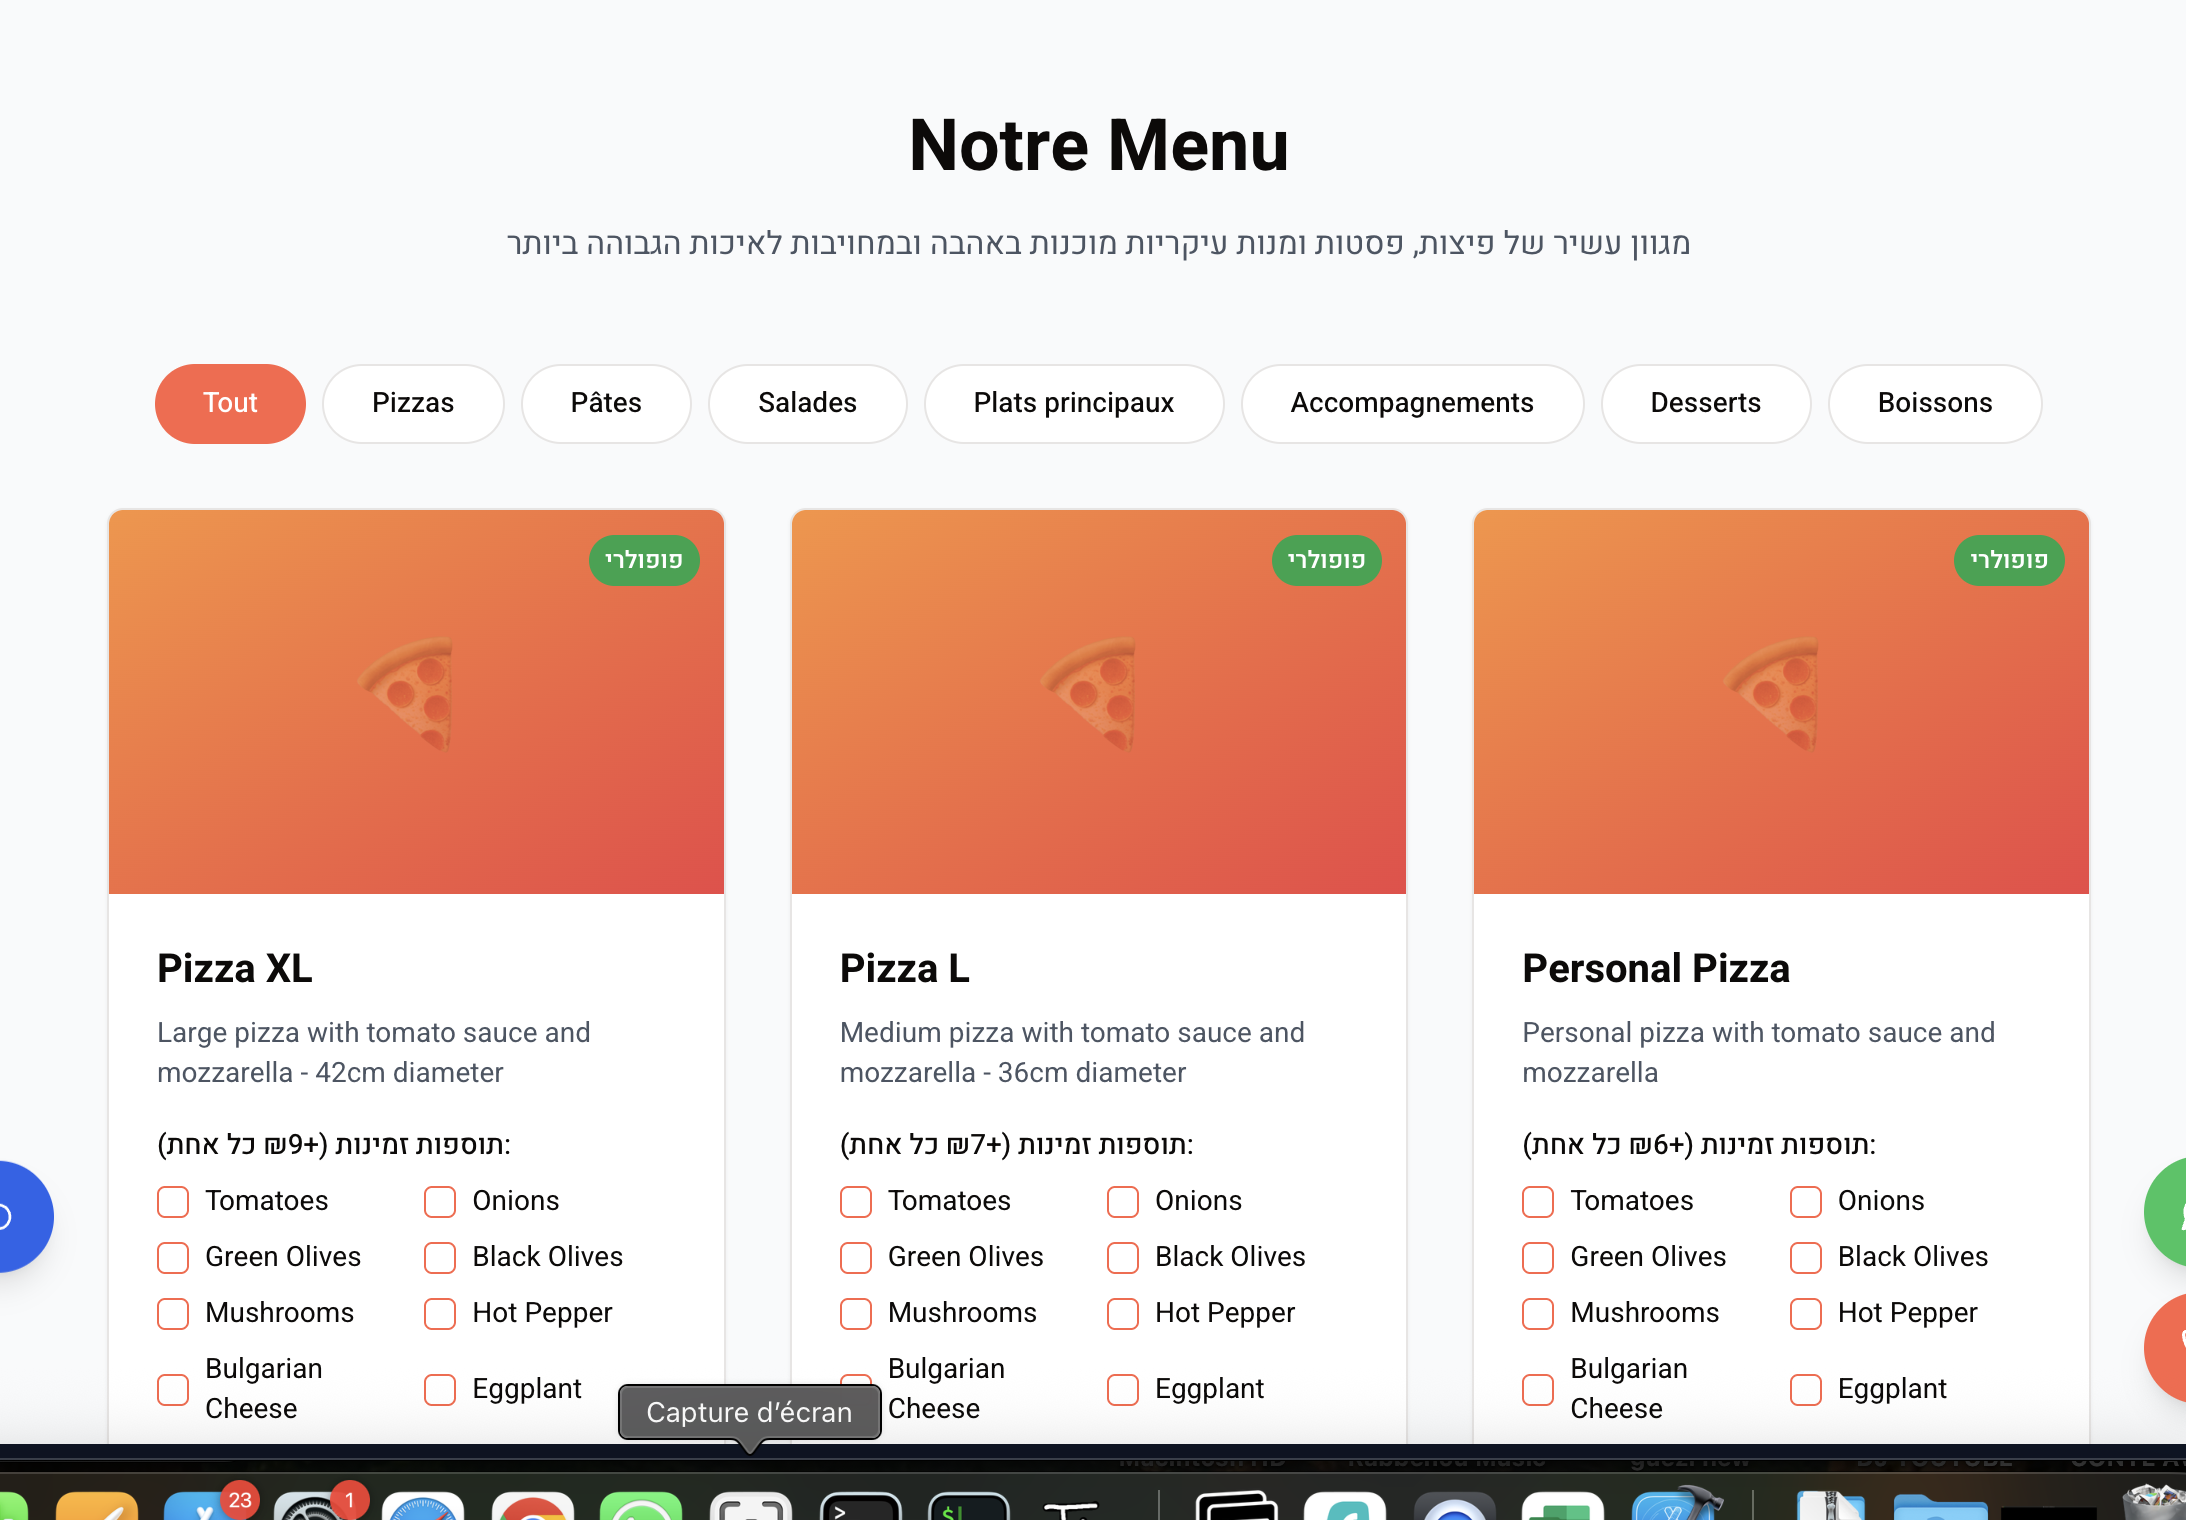 Notre Menu
מגוון עשיר של פיצות, פסטות ומנות עיקריות מוכנות באהבה ובמחויבות לאיכות הגבוהה ביותר
Tout
Pizzas
Pâtes
Salades
Plats principaux
Accompagnements
Desserts
Boissons
פופולרי
Pizza XL
Large pizza with tomato sauce and
mozzarella - 42cm diameter
תוספות זמינות (+₪9 כל אחת):
Tomatoes
Onions
Green Olives
Black Olives
Mushrooms
Hot Pepper
Bulgarian
Cheese
Eggplant
פופולרי
Pizza L
Medium pizza with tomato sauce and
mozzarella - 36cm diameter
תוספות זמינות (+₪7 כל אחת):
Tomatoes
Onions
Green Olives
Black Olives
Mushrooms
Hot Pepper
Bulgarian
Cheese
Eggplant
פופולרי
Personal Pizza
Personal pizza with tomato sauce and
mozzarella
תוספות זמינות (+₪6 כל אחת):
Tomatoes
Onions
Green Olives
Black Olives
Mushrooms
Hot Pepper
Bulgarian
Cheese
Eggplant
Capture d'écran
23
1